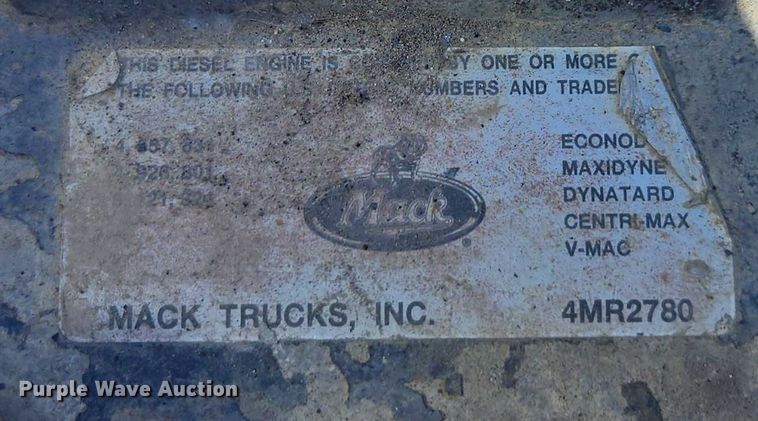 THIS DIESEL ENGINE IS BY ONE OR MORE
THE FOLLOWING U.S. NUMBERS AND TRADE
ECONOD
MAXIDYNE
DYNATARD
CENTRI-MAX
V-MAC
Mack
®
MACK TRUCKS, INC. 4MR2780
Purple Wave Auction